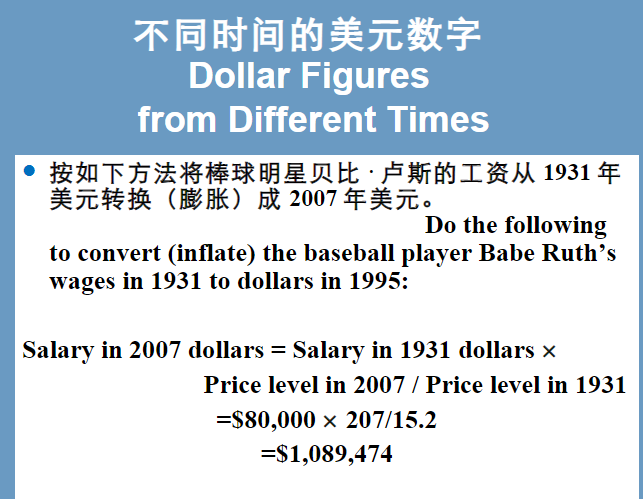 不同时间的美元数字
Dollar Figures
from Different Times
• 按如下方法将棒球明星贝比·卢斯的工资从 1931 年
美元转换（膨胀）成 2007 年美元。
Do the following
to convert (inflate) the baseball player Babe Ruth’s
wages in 1931 to dollars in 1995:
Salary in 2007 dollars = Salary in 1931 dollars ×
Price level in 2007 / Price level in 1931
=$80,000 × 207/15.2
=$1,089,474